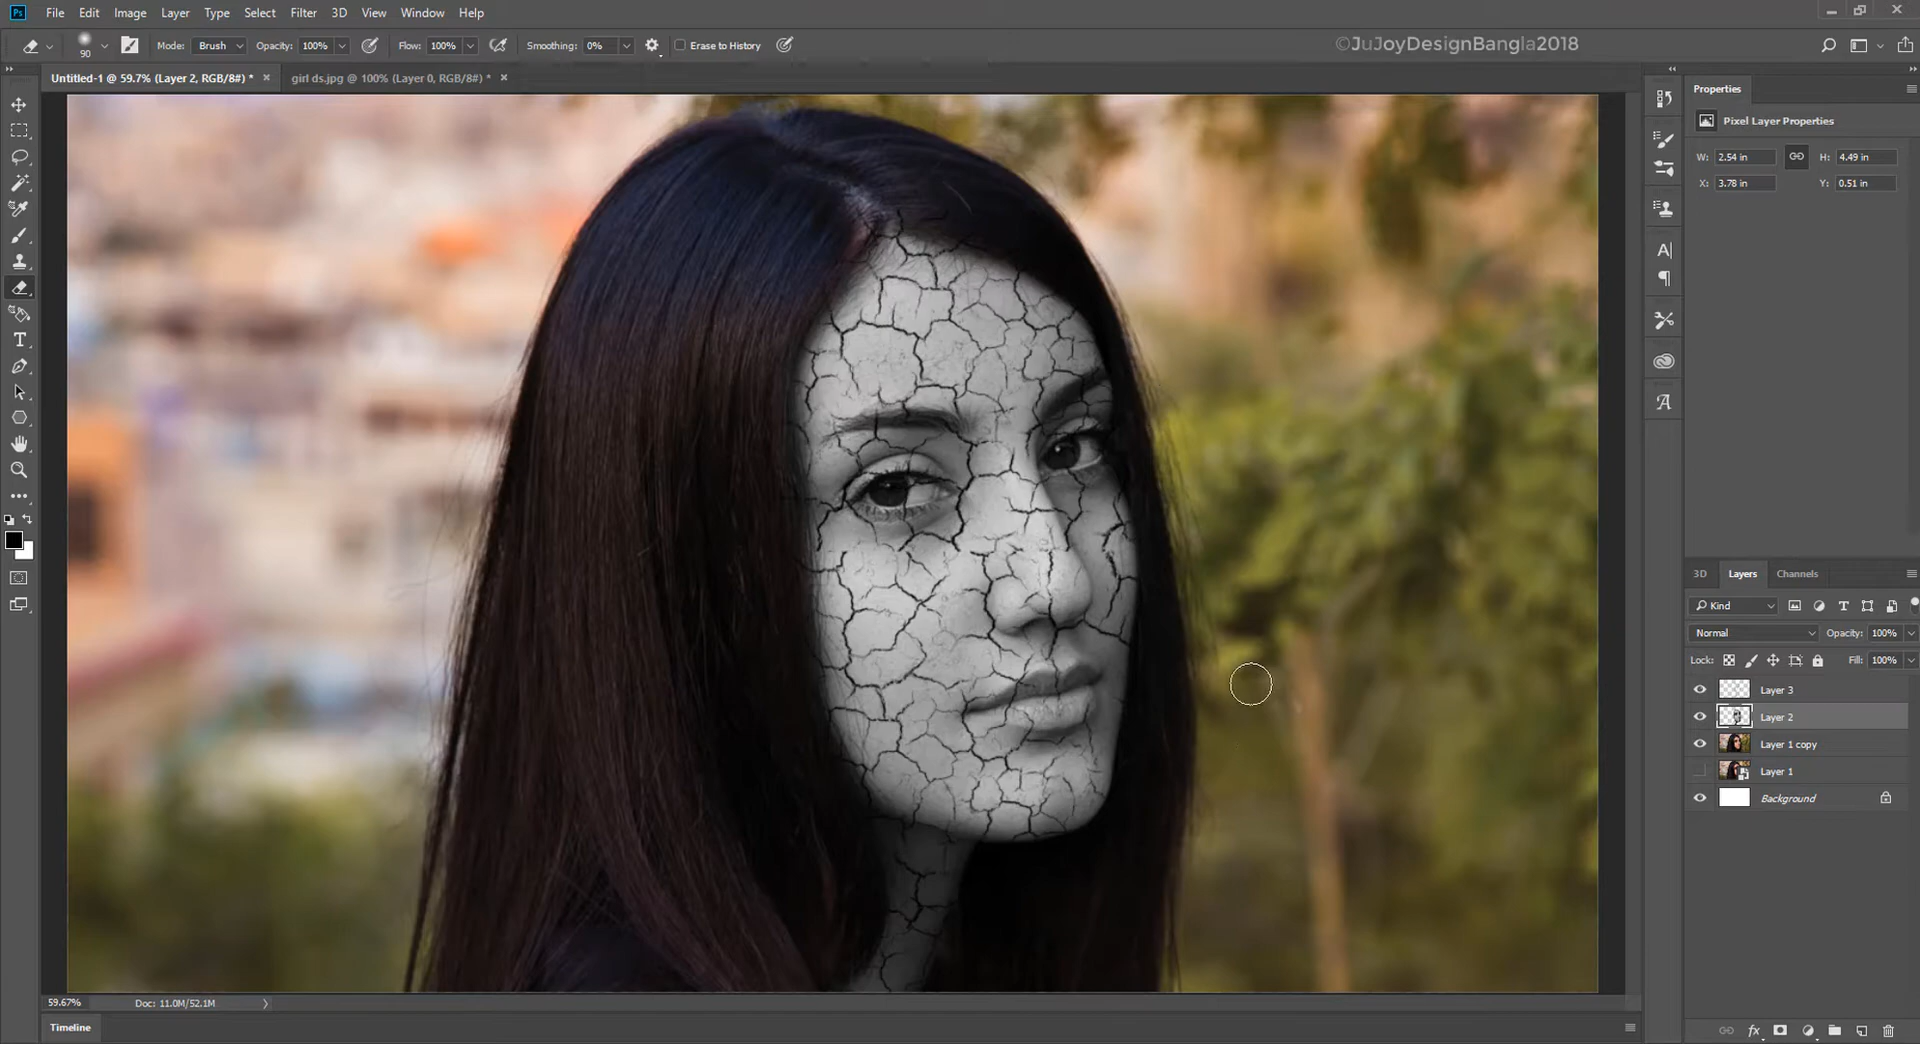 Ps File Edit Image Layer Type Select Filter 3D View Window Help
90 Mode: Brush Opacity: 100% Flow: 100% Smoothing: 0% Erase to History ©JuJoyDesignBangla2018
Untitled-1 @ 59.7% (Layer 2, RGB/8#) * × girl ds.jpg @ 100% (Layer 0, RGB/8#) * ×
Properties
Pixel Layer Properties
W: 2.54 in H: 4.49 in
X: 3.78 in Y: 0.51 in
3D Layers Channels
Kind
Normal Opacity: 100%
Lock: Fill: 100%
Layer 3
Layer 2
Layer 1 copy
Layer 1
Background
59.67% Doc: 11.0M/52.1M
Timeline
fx